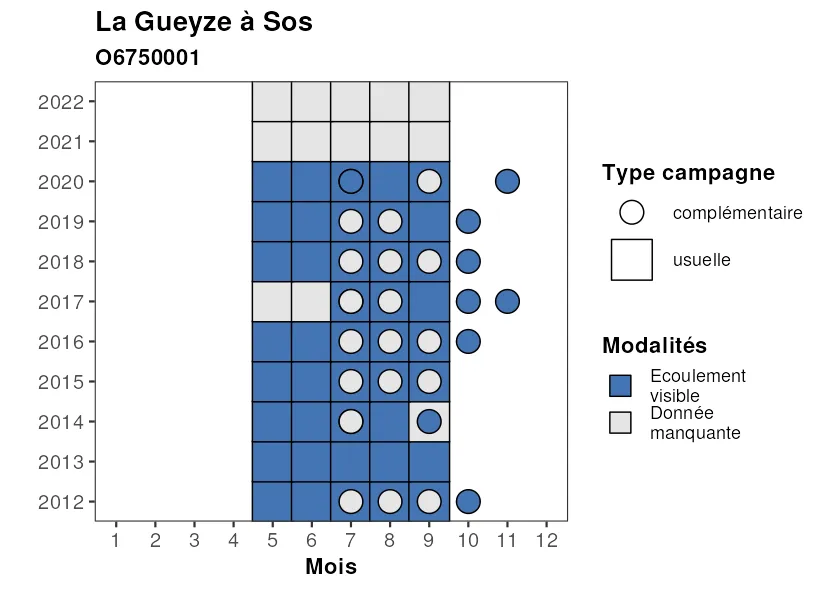 La Gueyze à Sos
O6750001
2022
2021
2020
2019
2018
2017
2016
2015
2014
2013
2012
1 2 3 4 5 6 7 8 9 10 11 12
Mois
Type campagne
complémentaire
usuelle
Modalités
Ecoulement
visible
Donnée
manquante